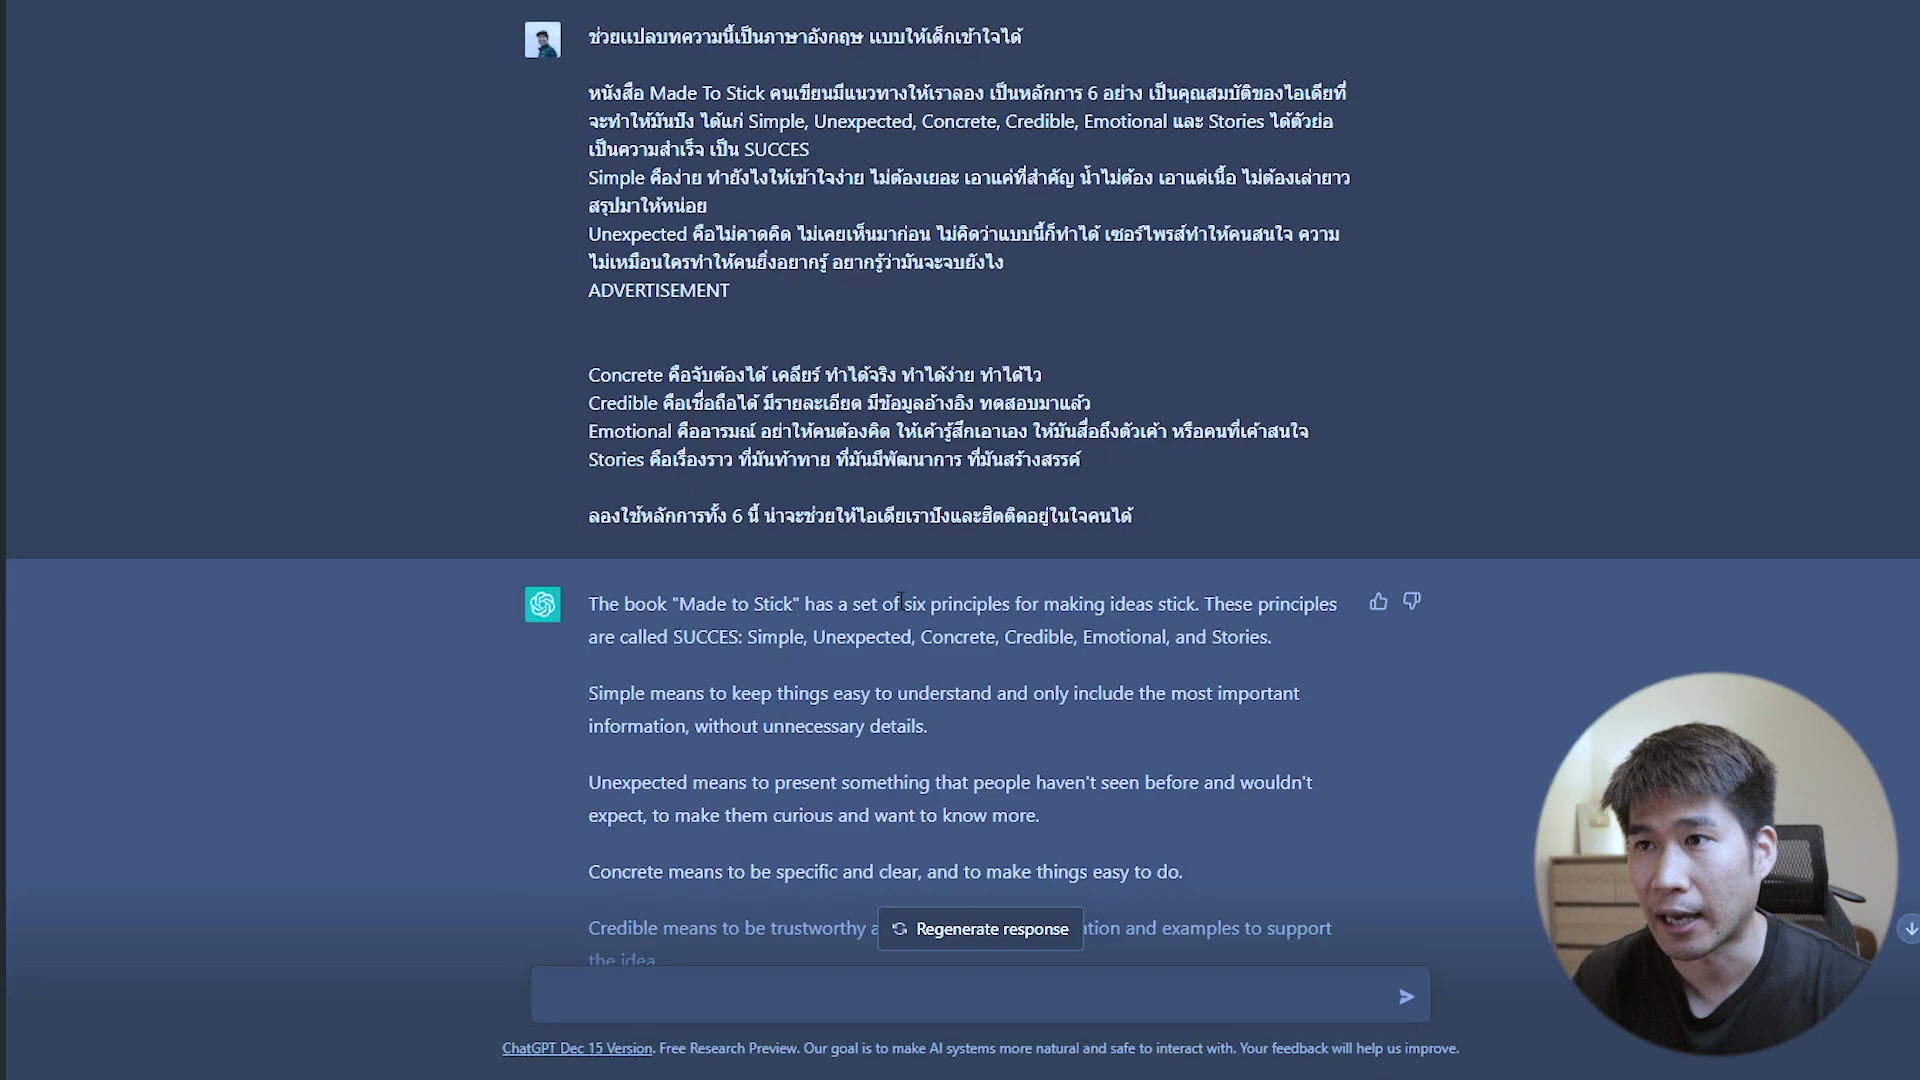 ช่วยแปลบทความนี้เป็นภาษาอังกฤษ แบบให้เด็กเข้าใจได้
หนังสือ Made To Stick คนเขียนมีแนวทางให้เราลอง เป็นหลักการ 6 อย่าง เป็นคุณสมบัติของไอเดียที่
จะทำให้มันปัง ได้แก่ Simple, Unexpected, Concrete, Credible, Emotional และ Stories ได้ตัวย่อ
เป็นความสำเร็จ เป็น SUCCES
Simple คือง่าย ทำยังไงให้เข้าใจง่าย ไม่ต้องเยอะ เอาแค่ที่สำคัญ น้ำไม่ต้อง เอาแต่เนื้อ ไม่ต้องเล่ายาว
สรุปมาให้หน่อย
Unexpected คือไม่คาดคิด ไม่เคยเห็นมาก่อน ไม่คิดว่าแบบนี้ก็ทำได้ เซอร์ไพรส์ทำให้คนสนใจ ความ
ไม่เหมือนใครทำให้คนยิ่งอยากรู้ อยากรู้ว่ามันจะจบยังไง
ADVERTISEMENT
Concrete คือจับต้องได้ เคลียร์ ทำได้จริง ทำได้ง่าย ทำได้ไว
Credible คือเชื่อถือได้ มีรายละเอียด มีข้อมูลอ้างอิง ทดสอบมาแล้ว
Emotional คืออารมณ์ อย่าให้คนต้องคิด ให้เค้ารู้สึกเอาเอง ให้มันสื่อถึงตัวเค้า หรือคนที่เค้าสนใจ
Stories คือเรื่องราว ที่มันท้าทาย ที่มันมีพัฒนาการ ที่มันสร้างสรรค์
ลองใช้หลักการทั้ง 6 นี้ น่าจะช่วยให้ไอเดียเราปังและฮิตติดอยู่ในใจคนได้
The book "Made to Stick" has a set of six principles for making ideas stick. These principles
are called SUCCES: Simple, Unexpected, Concrete, Credible, Emotional, and Stories.
Simple means to keep things easy to understand and only include the most important
information, without unnecessary details.
Unexpected means to present something that people haven't seen before and wouldn't
expect, to make them curious and want to know more.
Concrete means to be specific and clear, and to make things easy to do.
Credible means to be trustworthy and examples to support
Regenerate response
the idea.
ChatGPT Dec 15 Version. Free Research Preview. Our goal is to make AI systems more natural and safe to interact with. Your feedback will help us improve.